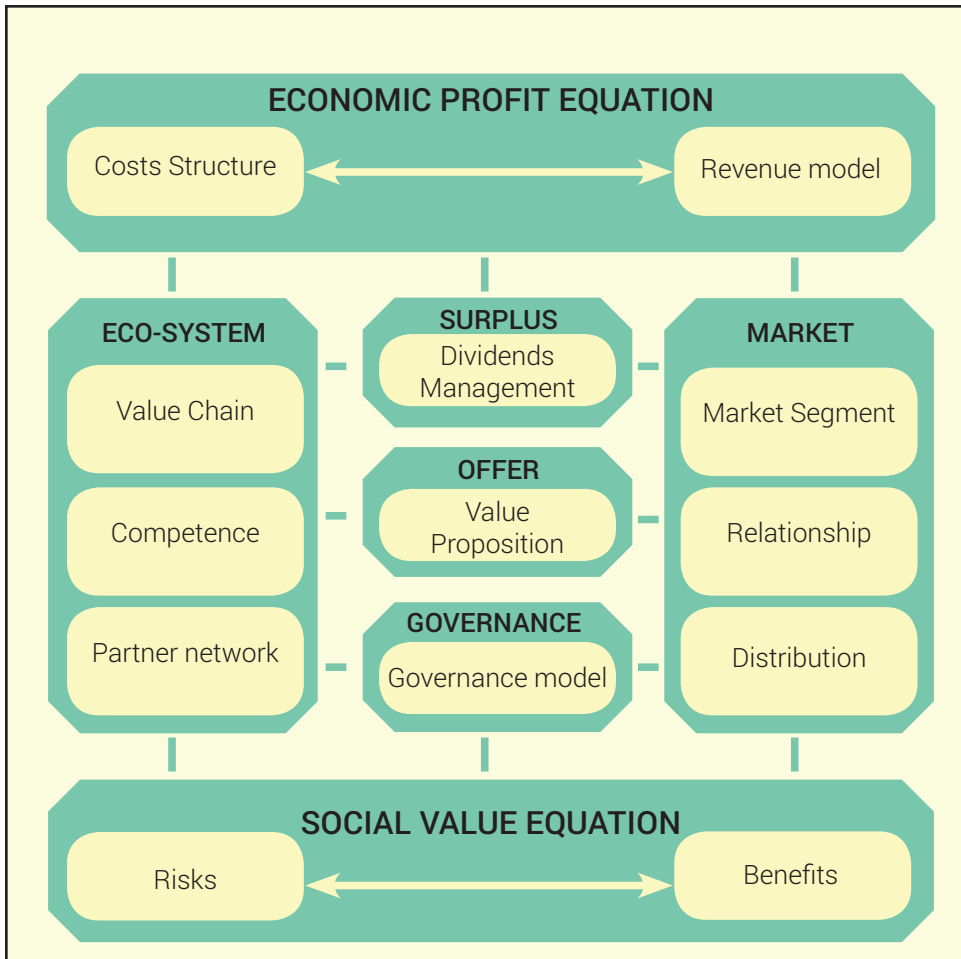 ECONOMIC PROFIT EQUATION
Costs Structure
Revenue model
ECO-SYSTEM
Value Chain
Competence
Partner network
SURPLUS
Dividends
Management
OFFER
Value
Proposition
GOVERNANCE
Governance model
MARKET
Market Segment
Relationship
Distribution
SOCIAL VALUE EQUATION
Risks
Benefits